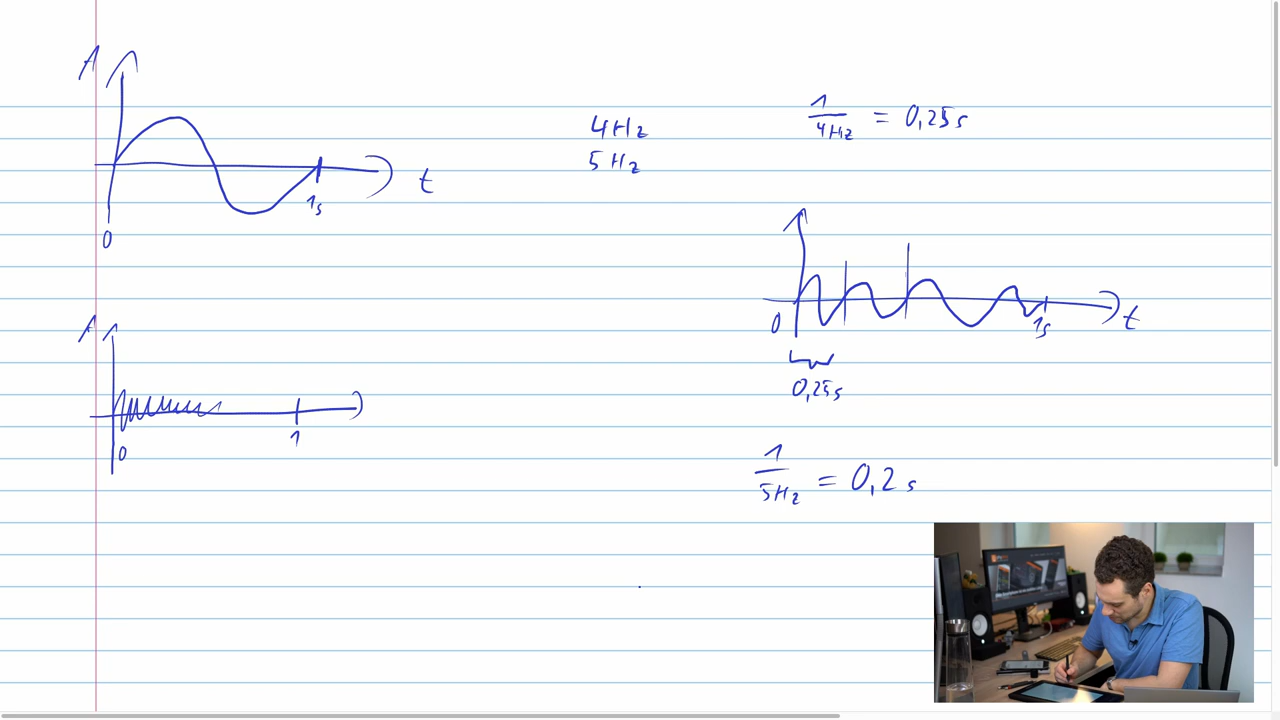 A
t
1s
0
4Hz
5Hz
1/4Hz = 0,25s
0
1s
t
0,25s
A
0
1
1/5Hz = 0,2s